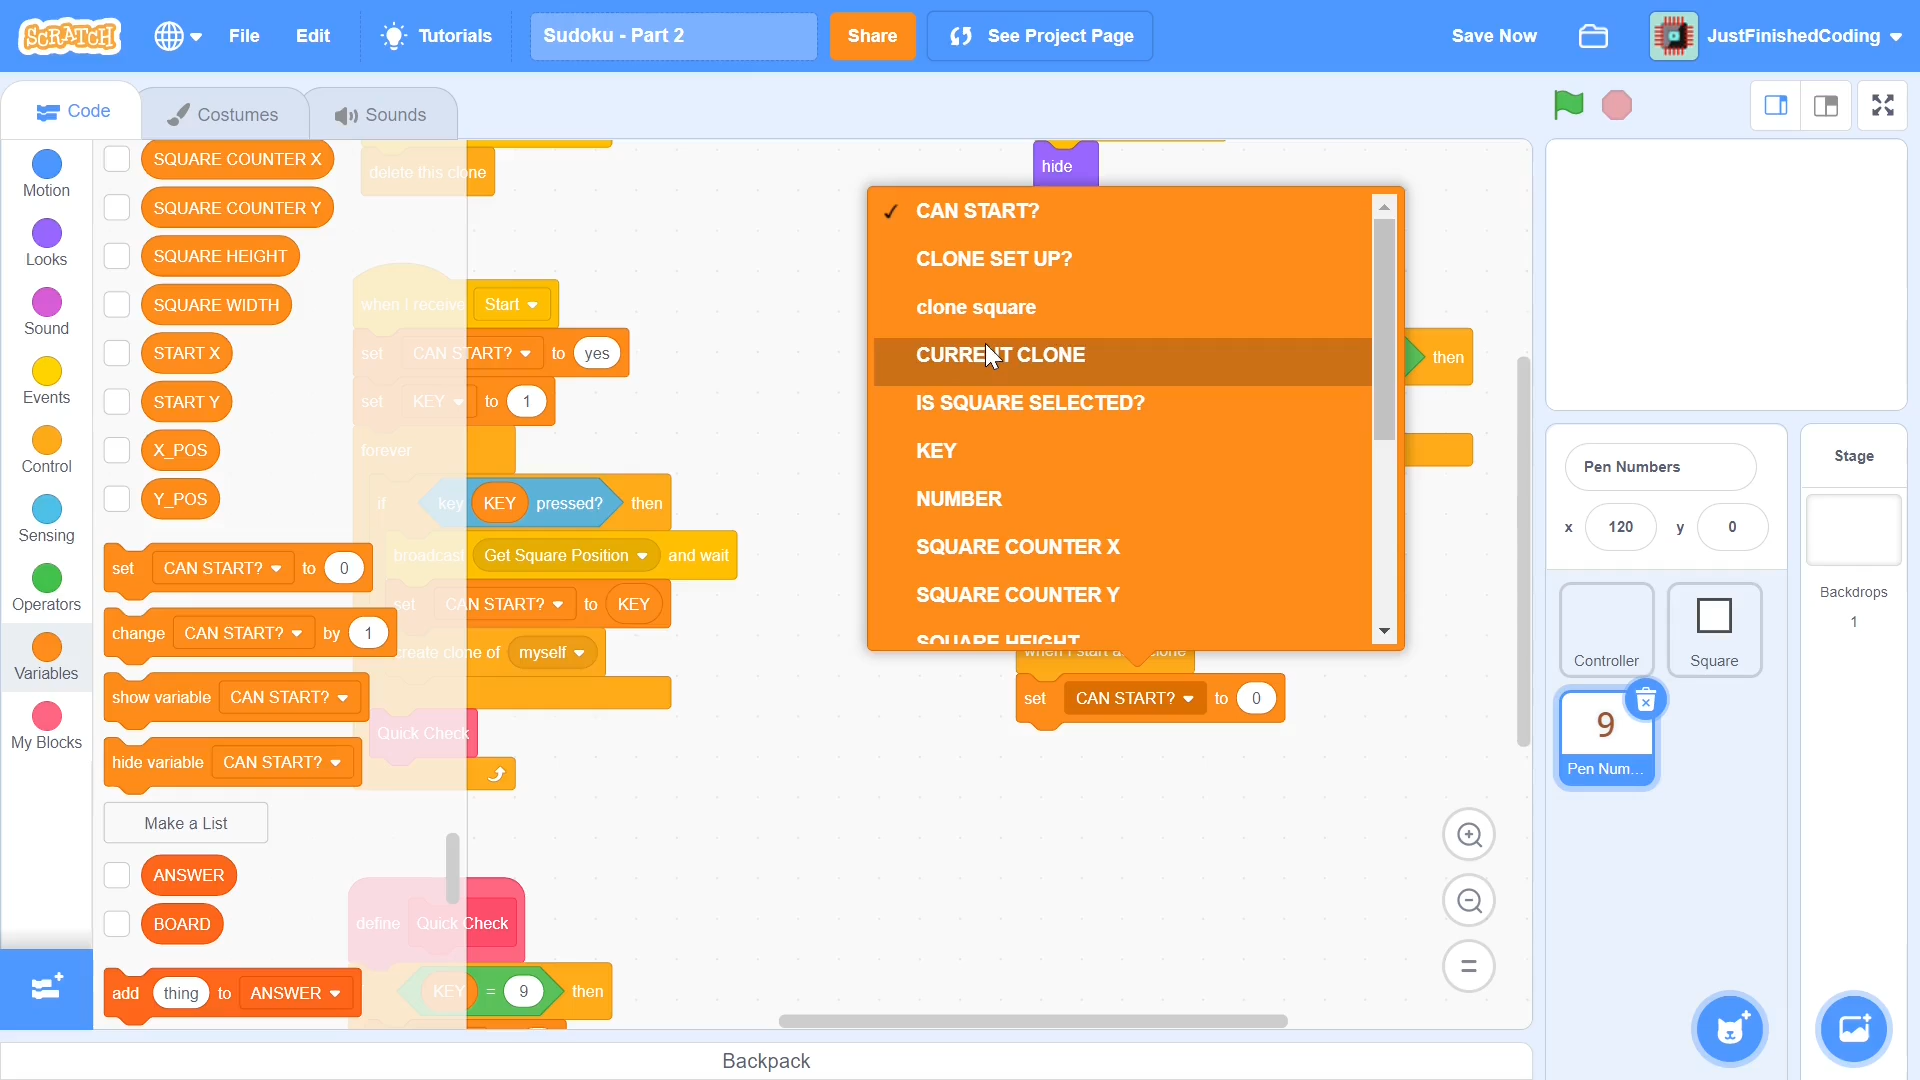 SCRATCH
File
Edit
Tutorials
Sudoku - Part 2
Share
See Project Page
Save Now
JustFinishedCoding
Code
Costumes
Sounds
Motion
Looks
Sound
Events
Control
Sensing
Operators
Variables
My Blocks
SQUARE COUNTER X
SQUARE COUNTER Y
SQUARE HEIGHT
SQUARE WIDTH
START X
START Y
X_POS
Y_POS
set CAN START? to 0
change CAN START? by 1
show variable CAN START?
hide variable CAN START?
Make a List
ANSWER
BOARD
add thing to ANSWER
delete this clone
when I receive Start
set CAN START? to yes
set KEY to 1
forever
if key KEY pressed? then
broadcast Get Square Position and wait
set CAN START? to KEY
create clone of myself
Quick Check
define Quick Check
KEY = 9 then
hide
CAN START?
CLONE SET UP?
clone square
CURRENT CLONE
IS SQUARE SELECTED?
KEY
NUMBER
SQUARE COUNTER X
SQUARE COUNTER Y
SQUARE HEIGHT
then
when I start as a clone
set CAN START? to 0
Pen Numbers
x 120 y 0
Controller
Square
9
Pen Num...
Stage
Backdrops
1
Backpack